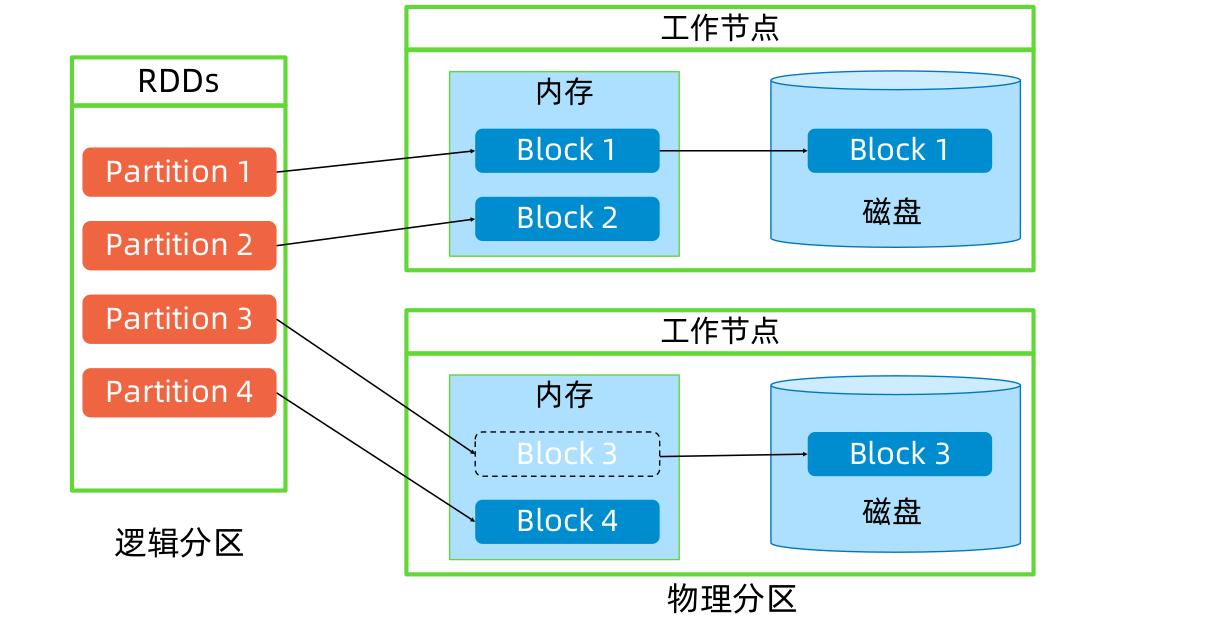 RDDs
Partition 1
Partition 2
Partition 3
Partition 4
逻辑分区
工作节点
内存
Block 1
Block 2
Block 1
磁盘
工作节点
内存
Block 3
Block 4
Block 3
磁盘
物理分区